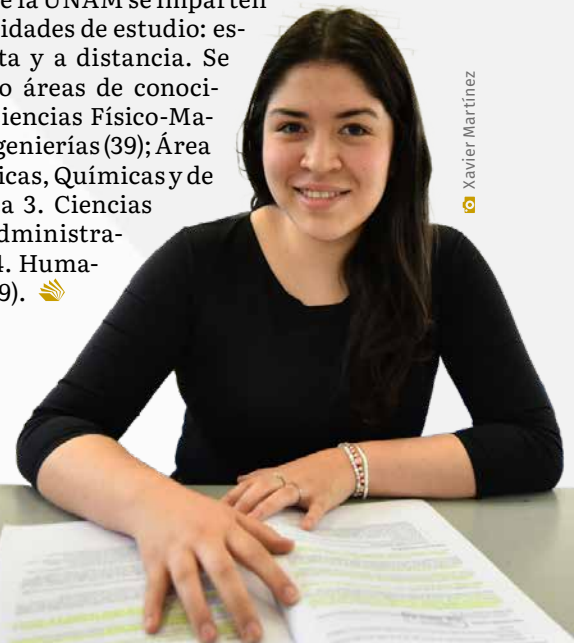 e la UNAM se imparten
idades de estudio: es-
ta y a distancia. Se
o áreas de conoci-
iencias Físico-Ma-
genierías (39); Área
icas, Químicas y de
a 3. Ciencias
dministra-
4. Huma-
9).
Xavier Martínez